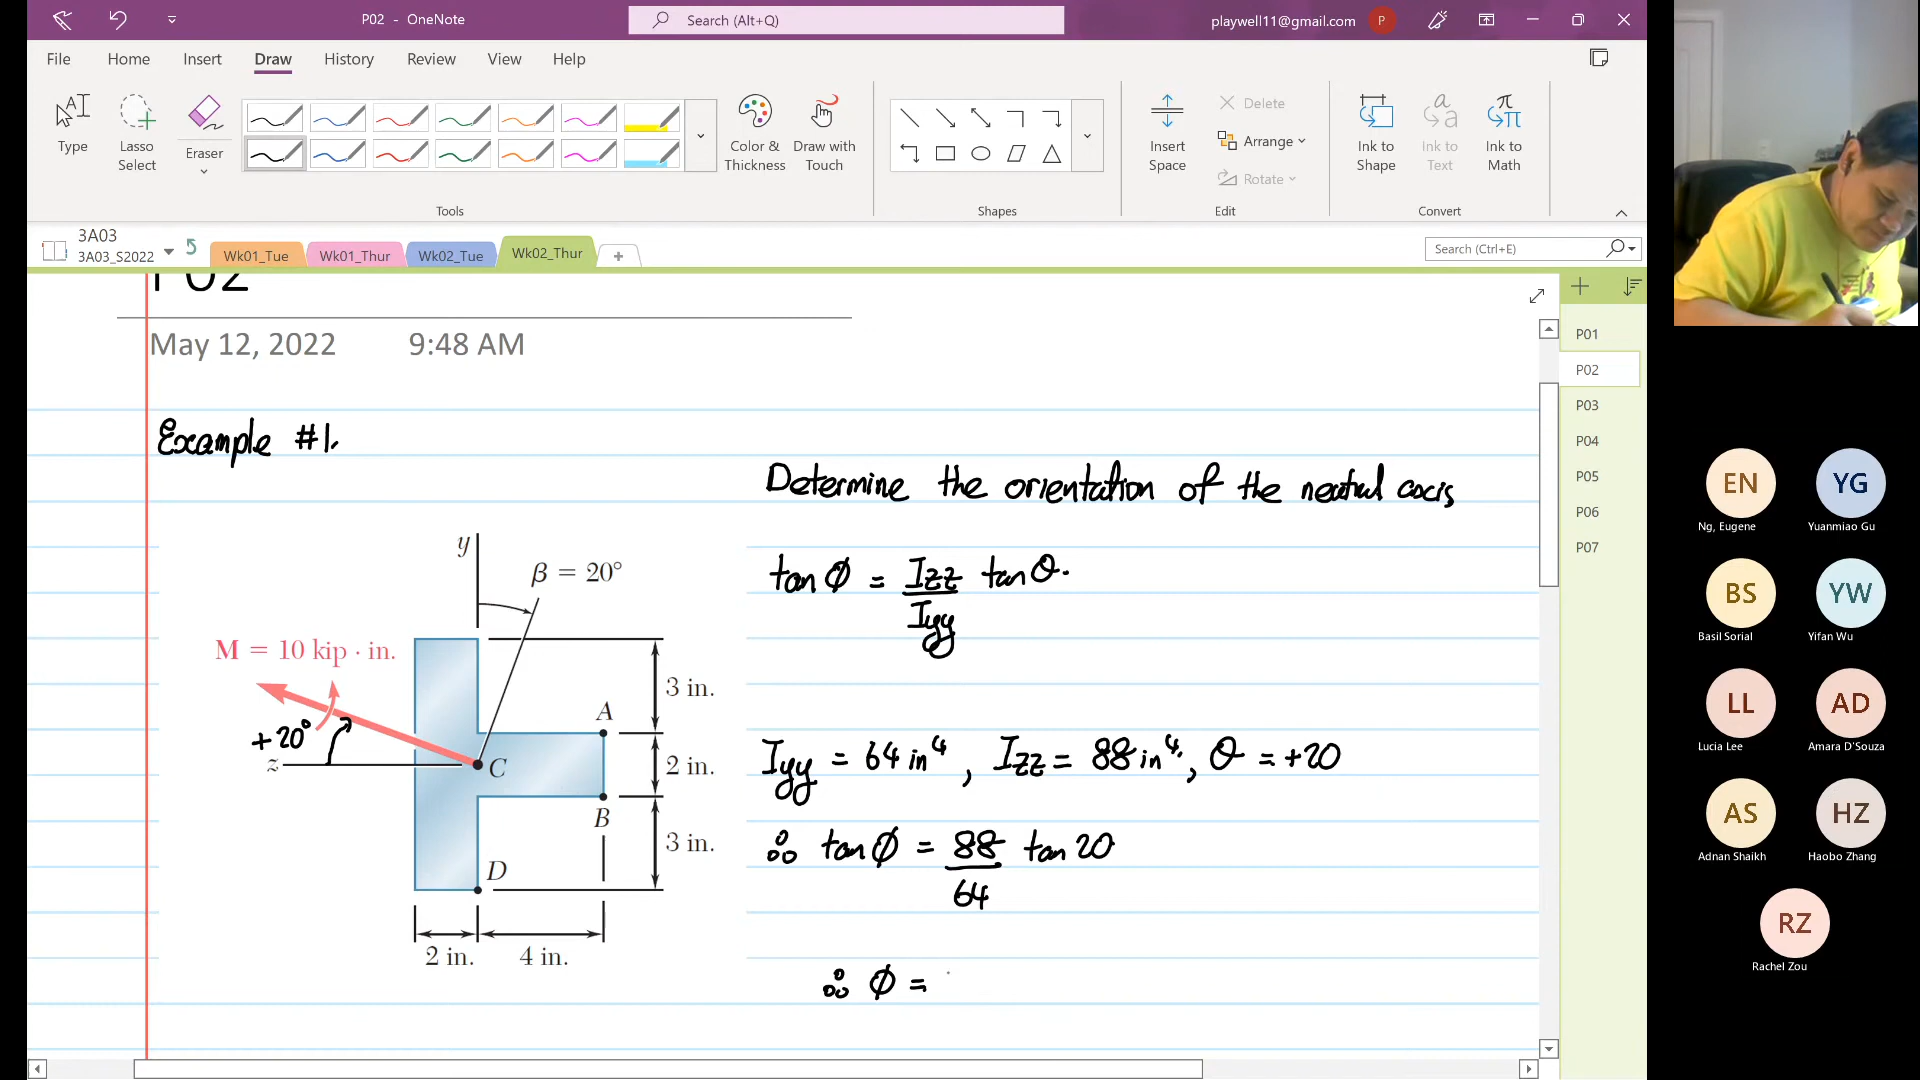 P02 - OneNote
Search (Alt+Q)
playwell11@gmail.com
P
File Home Insert Draw History Review View Help
Type
Lasso Select
Eraser
Color & Thickness
Draw with Touch
Insert Space
Delete
Arrange
Rotate
Ink to Shape
Ink to Text
Ink to Math
Tools
Shapes
Edit
Convert
3A03
3A03_S2022
Wk01_Tue
Wk01_Thur
Wk02_Tue
Wk02_Thur
Search (Ctrl+E)
P02
May 12, 2022 9:48 AM
Example #1.
Determine the orientation of the neutral axis
y
β = 20°
M = 10 kip · in.
+20°
z
C
A
B
D
3 in.
2 in.
3 in.
2 in.
4 in.
tan ϕ = Izz/Iyy tan θ.
Iyy = 64 in⁴, Izz = 88 in⁴, θ = +20
∴ tan ϕ = 88/64 tan 20
∴ ϕ =
P01
P02
P03
P04
P05
P06
P07
EN
Ng, Eugene
YG
Yuanmiao Gu
BS
Basil Sorial
YW
Yifan Wu
LL
Lucia Lee
AD
Amara D'Souza
AS
Adnan Shaikh
HZ
Haobo Zhang
RZ
Rachel Zou